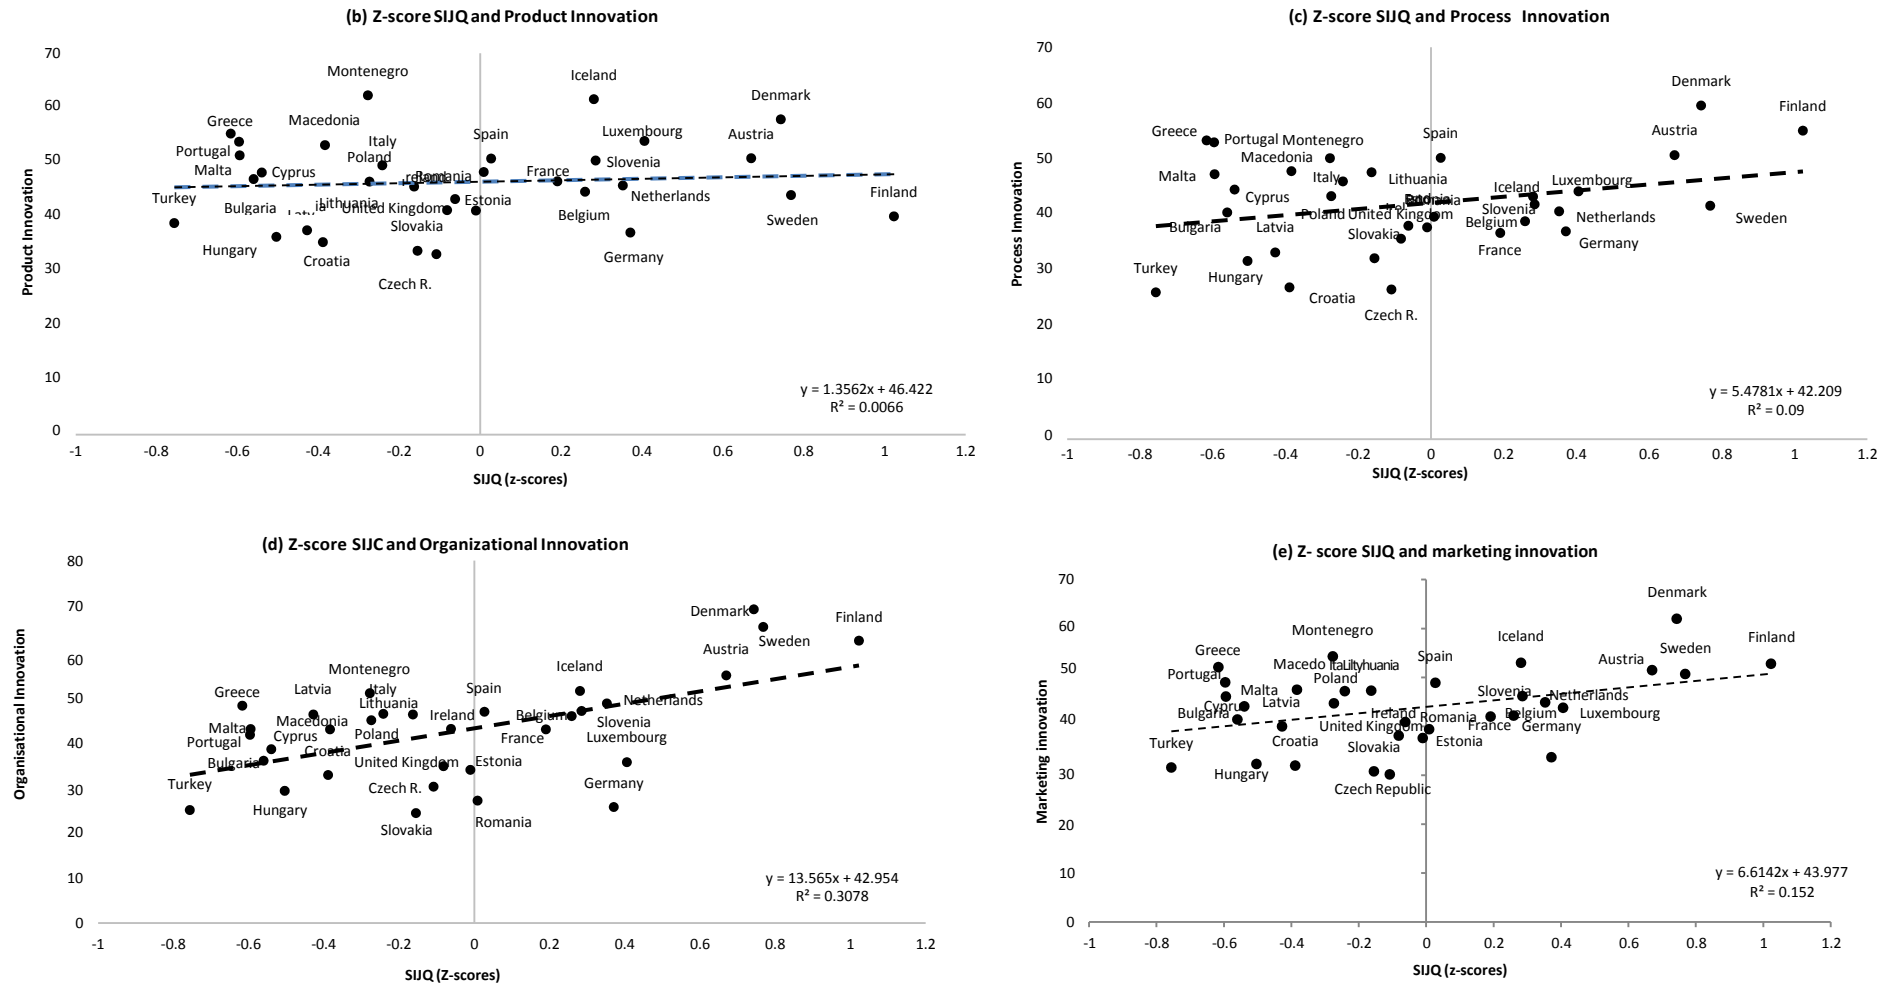 (b) Z-score SIJQ and Product Innovation
70
60
50
40
30
20
10
0
Product Innovation
Montenegro
Iceland
Denmark
Greece
Macedonia
Italy
Spain
Luxembourg
Austria
Portugal
Poland
Malta
Cyprus
Romania
France
Slovenia
Turkey
Bulgaria
Lithuania
United Kingdom
Estonia
Netherlands
Finland
Slovakia
Belgium
Sweden
Hungary
Croatia
Germany
Czech R.
y = 1.3562x + 46.422
R² = 0.0066
-1 -0.8 -0.6 -0.4 -0.2 0 0.2 0.4 0.6 0.8 1 1.2
SIJQ (z-scores)
(c) Z-score SIJQ and Process Innovation
70
60
50
40
30
20
10
0
Process Innovation
Denmark
Finland
Greece
Portugal Montenegro
Spain
Austria
Macedonia
Malta
Italy
Lithuania
Iceland
Luxembourg
Cyprus
Poland United Kingdom
Slovenia
Netherlands
Sweden
Bulgaria
Latvia
Slovakia
Belgium
France
Germany
Turkey
Hungary
Croatia
Czech R.
y = 5.4781x + 42.209
R² = 0.09
-1 -0.8 -0.6 -0.4 -0.2 0 0.2 0.4 0.6 0.8 1 1.2
SIJQ (Z-scores)
(d) Z-score SIJC and Organizational Innovation
80
70
60
50
40
30
20
10
0
Organisational Innovation
Denmark
Finland
Sweden
Austria
Montenegro
Iceland
Greece
Latvia
Italy
Spain
Lithuania
Netherlands
Malta
Macedonia
Ireland
Belgium
Slovenia
Portugal
Cyprus
Poland
France
Luxembourg
Bulgaria
Croatia
United Kingdom
Estonia
Turkey
Czech R.
Germany
Hungary
Slovakia
Romania
y = 13.565x + 42.954
R² = 0.3078
-1 -0.8 -0.6 -0.4 -0.2 0 0.2 0.4 0.6 0.8 1 1.2
SIJQ (Z-scores)
(e) Z- score SIJQ and marketing innovation
70
60
50
40
30
20
10
0
Marketing innovation
Denmark
Montenegro
Iceland
Finland
Greece
Spain
Sweden
Austria
Macedo
Lityhuania
Portugal
Poland
Malta
Slovenia
Netherlands
Cyprus
Latvia
Bulgaria
Ireland
Romania
Belgium
Luxembourg
United Kingdom
France
Germany
Turkey
Croatia
Slovakia
Estonia
Hungary
Czech Republic
y = 6.6142x + 43.977
R² = 0.152
-1 -0.8 -0.6 -0.4 -0.2 0 0.2 0.4 0.6 0.8 1 1.2
SIJQ (z-scores)